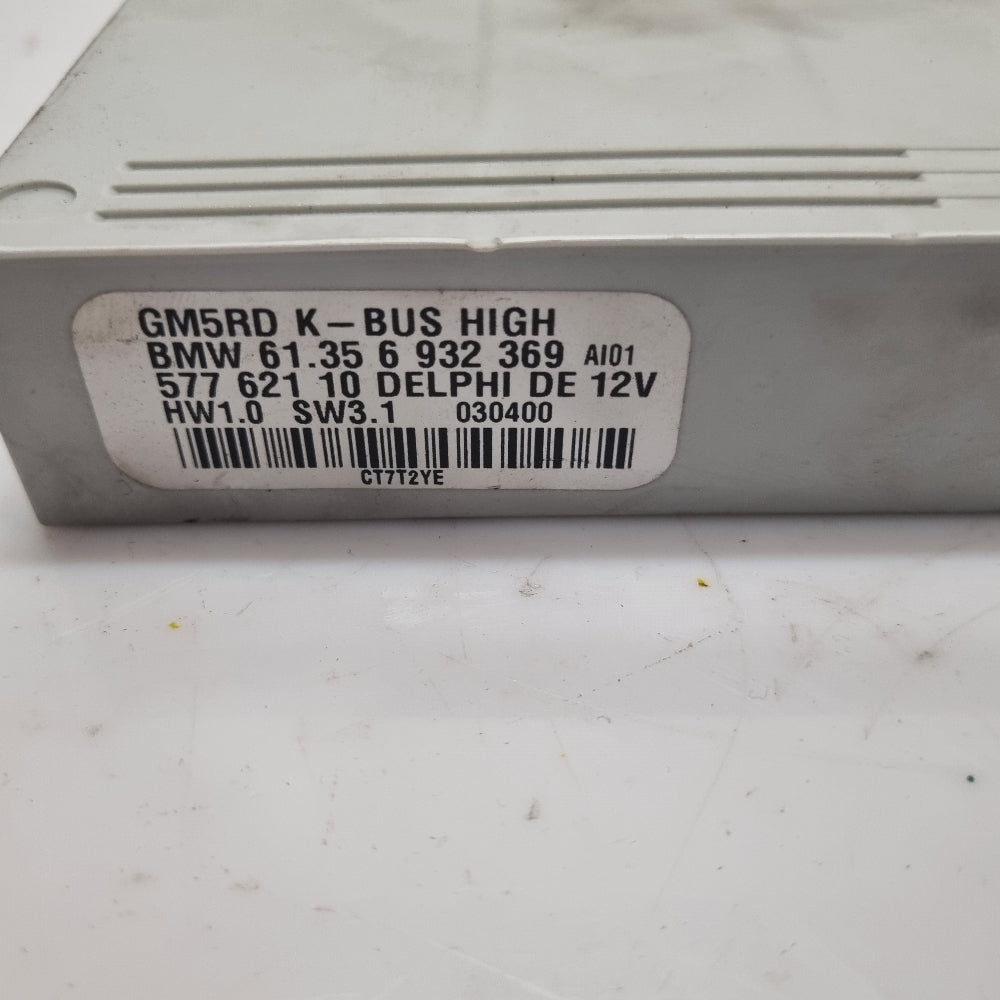 GM5RD K-BUS HIGH
BMW 61.35 6 932 369 AI01
577 621 10 DELPHI DE 12V
HW1.0 SW3.1 030400
CT7T2YE